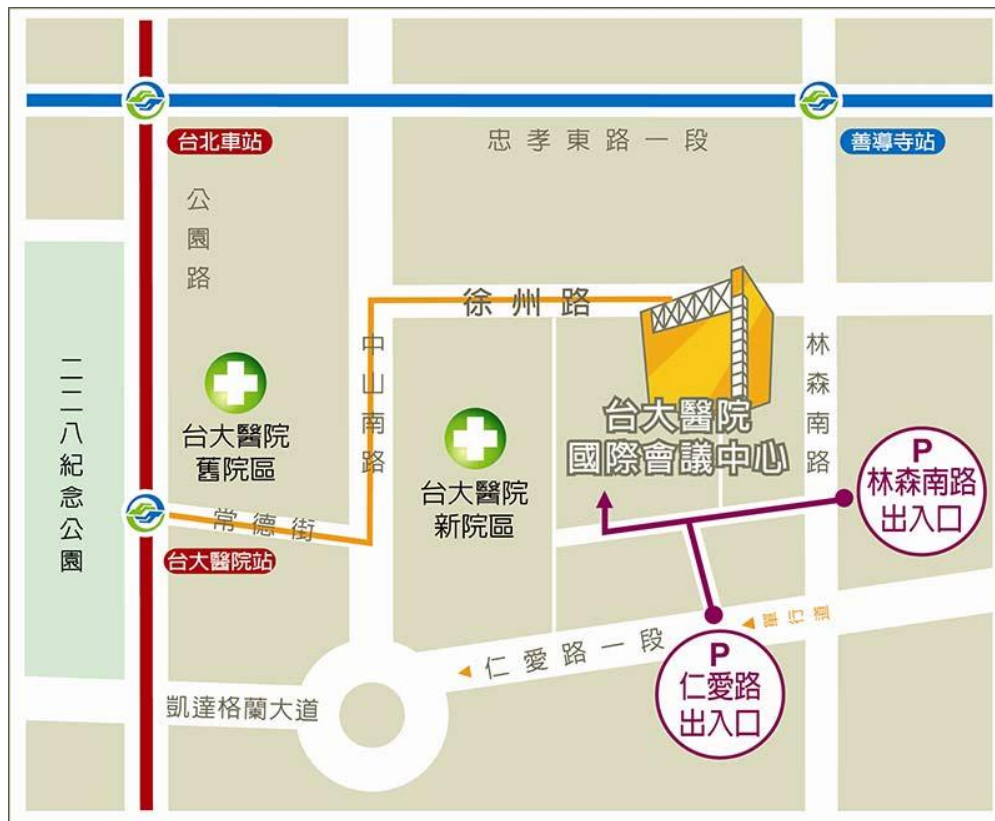 台北車站
忠孝東路一段
善導寺站
公園路
徐州路
二二八紀念公園
中山南路
林森南路
台大醫院
舊院區
台大醫院
新院區
台大醫院
國際會議中心
P
林森南路
出入口
常德街
台大醫院站
仁愛路一段
單行道
P
仁愛路
出入口
凱達格蘭大道